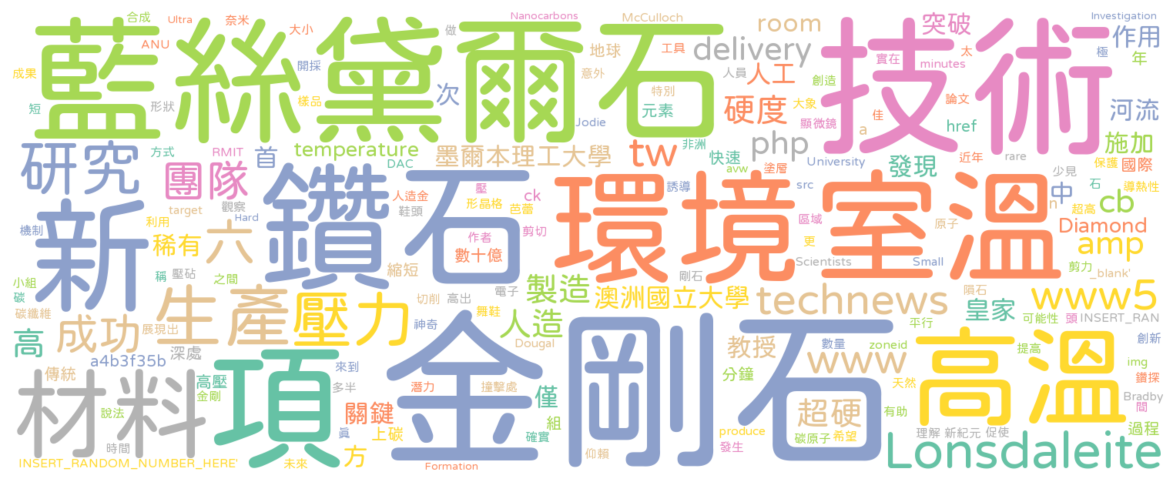 合成 Ultra 奈米 大小 Nanocarbons 做 McCulloch room 突破 Investigation
ANU 開採 地球 工具 delivery 實在 太 極 作用
成果 藍絲黛爾石 意外 人員 人工 創造 minutes 技術 年
短 形狀 樣品 次 特別 元素 硬度 大象 論文 佳 河流
方式 RMIT 首 temperature DAC Jodie 非洲 php 顯微鏡 a href 施加
研究 團隊 觀察 墨爾本理工大學 tw 快速 avw 塗層 University 發現 近年 rare 保護 國際
機制 target Hard 鑽石 人造金 壓 形晶格 鞋頭 芭蕾 ck 誘導 src 環境 室溫 少見 中 石 導熱性 n
新 利用 稀有 六 作者 剪切 區域 更 原子 超高 cb
小組 稱 壓砧 之間 數十億 縮短 電子 製造 剛石 Scientists Small Diamond 剪力 _blank' amp
碳 碳纖維 生產 壓力 切削 高出 舞鞋 澳洲國立大學 technews 隕石 www5
成功 展現出 神奇 人造 Dougal 平行 皇家 可能性 頭 INSERT_RAN
高 a4b3f35b 深處 來到 金剛石 教授 www 數量 zoneid 高溫 提高 創新
傳統 高壓 金剛 項 多半 潛力 撞擊處 僅 分鐘 天然 img 鑽探
材料 說法 關鍵 上碳 組 超硬 有助 Bradby 間
時間 真 方 確實 produce 碳原子 希望 理解 新紀元 促使 過程
INSERT_RANDOM_NUMBER_HERE' 未來 Formation 仰賴 發生 Lonsdaleite